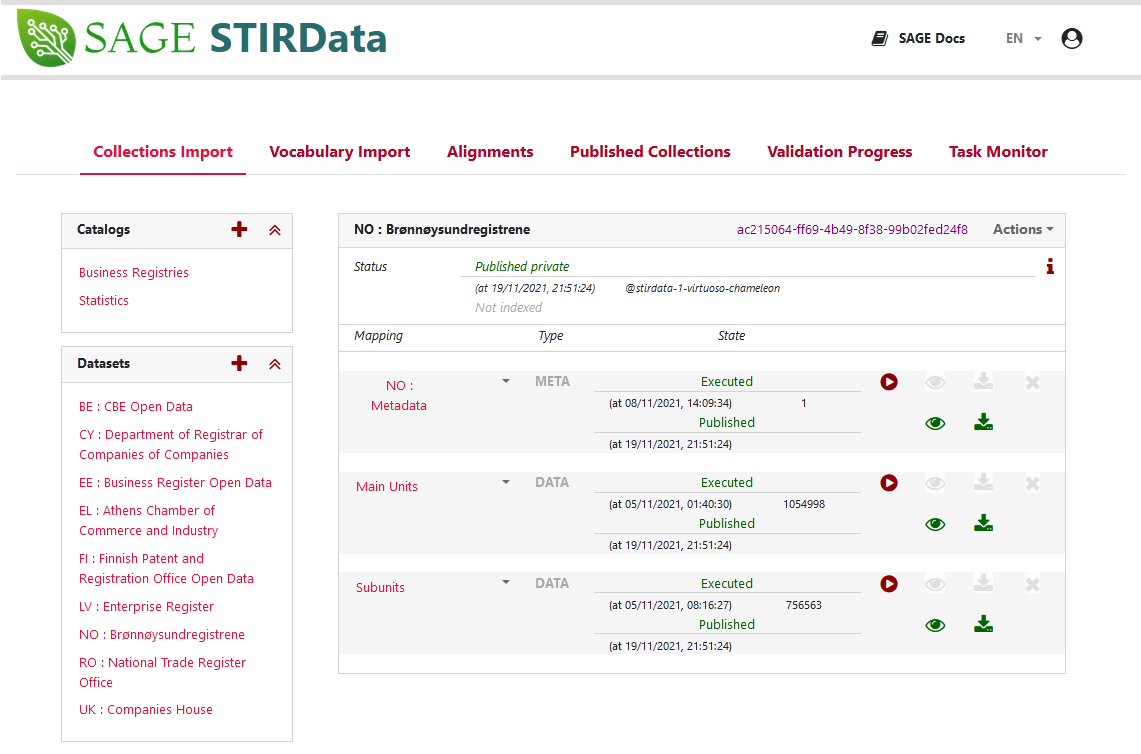 SAGE STIRData
SAGE Docs EN
Collections Import Vocabulary Import Alignments Published Collections Validation Progress Task Monitor
Catalogs
Business Registries
Statistics
Datasets
BE : CBE Open Data
CY : Department of Registrar of
Companies of Companies
EE : Business Register Open Data
EL : Athens Chamber of
Commerce and Industry
FI : Finnish Patent and
Registration Office Open Data
LV : Enterprise Register
NO : Brønnøysundregistrene
RO : National Trade Register
Office
UK : Companies House
NO : Brønnøysundregistrene ac215064-ff69-4b49-8f38-99b02fed24f8 Actions
Status Published private
(at 19/11/2021, 21:51:24) @stirdata-1-virtuoso-chameleon
Not indexed
Mapping Type State
NO :
Metadata
META Executed
(at 08/11/2021, 14:09:34) 1
Published
(at 19/11/2021, 21:51:24)
Main Units DATA Executed
(at 05/11/2021, 01:40:30) 1054998
Published
(at 19/11/2021, 21:51:24)
Subunits DATA Executed
(at 05/11/2021, 08:16:27) 756563
Published
(at 19/11/2021, 21:51:24)